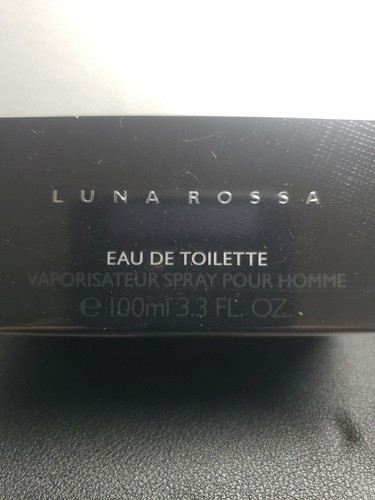 LUNA ROSSA
EAU DE TOILETTE
VAPORISATEUR SPRAY POUR HOMME
e 100ml 3.3 FL. OZ.